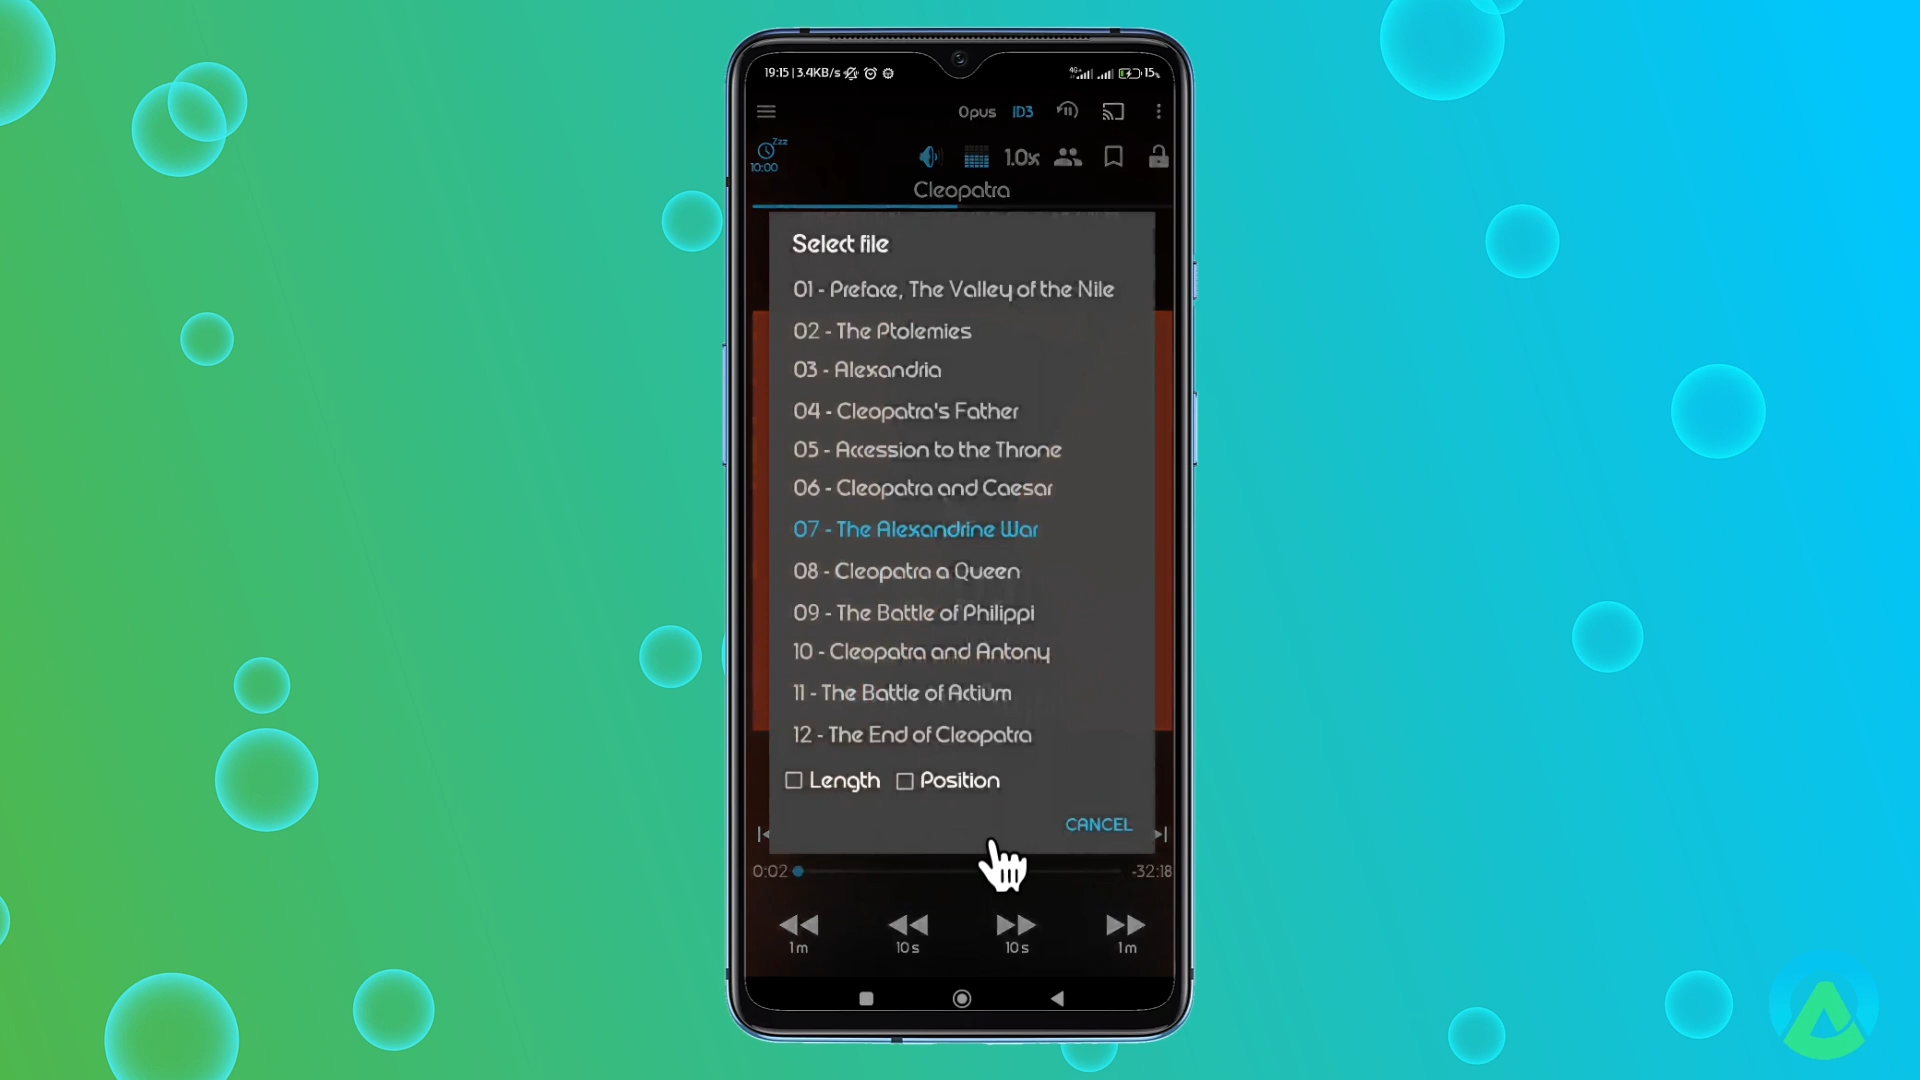 19:15 | 3.4KB/s 4G 15%
Opus ID3
Zzz
10:00 1.0x
Cleopatra
Select file
01 - Preface, The Valley of the Nile
02 - The Ptolemies
03 - Alexandria
04 - Cleopatra's Father
05 - Accession to the Throne
06 - Cleopatra and Caesar
07 - The Alexandrine War
08 - Cleopatra a Queen
09 - The Battle of Philippi
10 - Cleopatra and Antony
11 - The Battle of Actium
12 - The End of Cleopatra
Length Position
CANCEL
0:02 -32:18
1m 10s 10s 1m